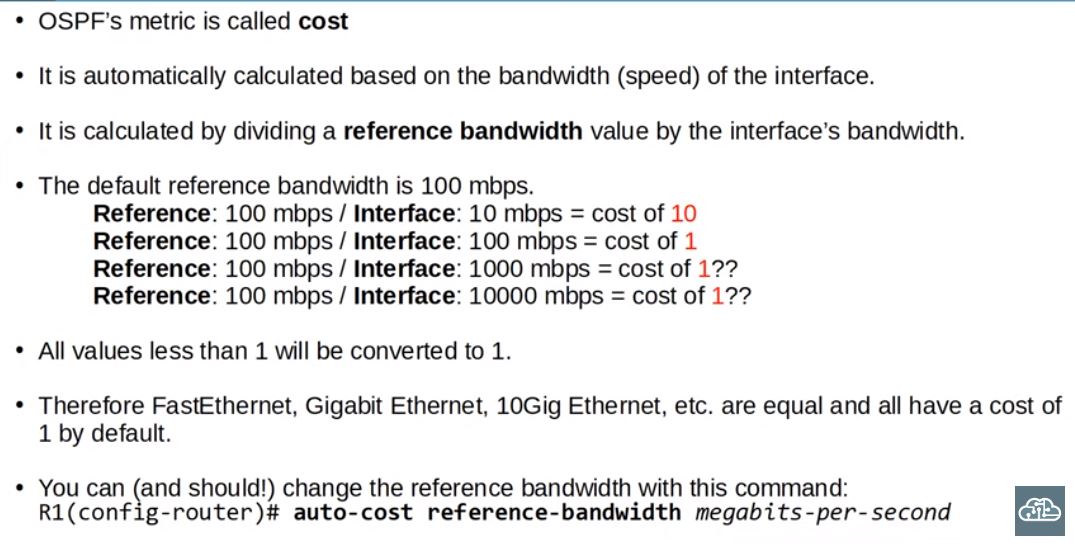 • OSPF's metric is called cost
• It is automatically calculated based on the bandwidth (speed) of the interface.
• It is calculated by dividing a reference bandwidth value by the interface's bandwidth.
• The default reference bandwidth is 100 mbps.
Reference: 100 mbps / Interface: 10 mbps = cost of 10
Reference: 100 mbps / Interface: 100 mbps = cost of 1
Reference: 100 mbps / Interface: 1000 mbps = cost of 1??
Reference: 100 mbps / Interface: 10000 mbps = cost of 1??
• All values less than 1 will be converted to 1.
• Therefore FastEthernet, Gigabit Ethernet, 10Gig Ethernet, etc. are equal and all have a cost of
1 by default.
• You can (and should!) change the reference bandwidth with this command:
R1(config-router)# auto-cost reference-bandwidth megabits-per-second